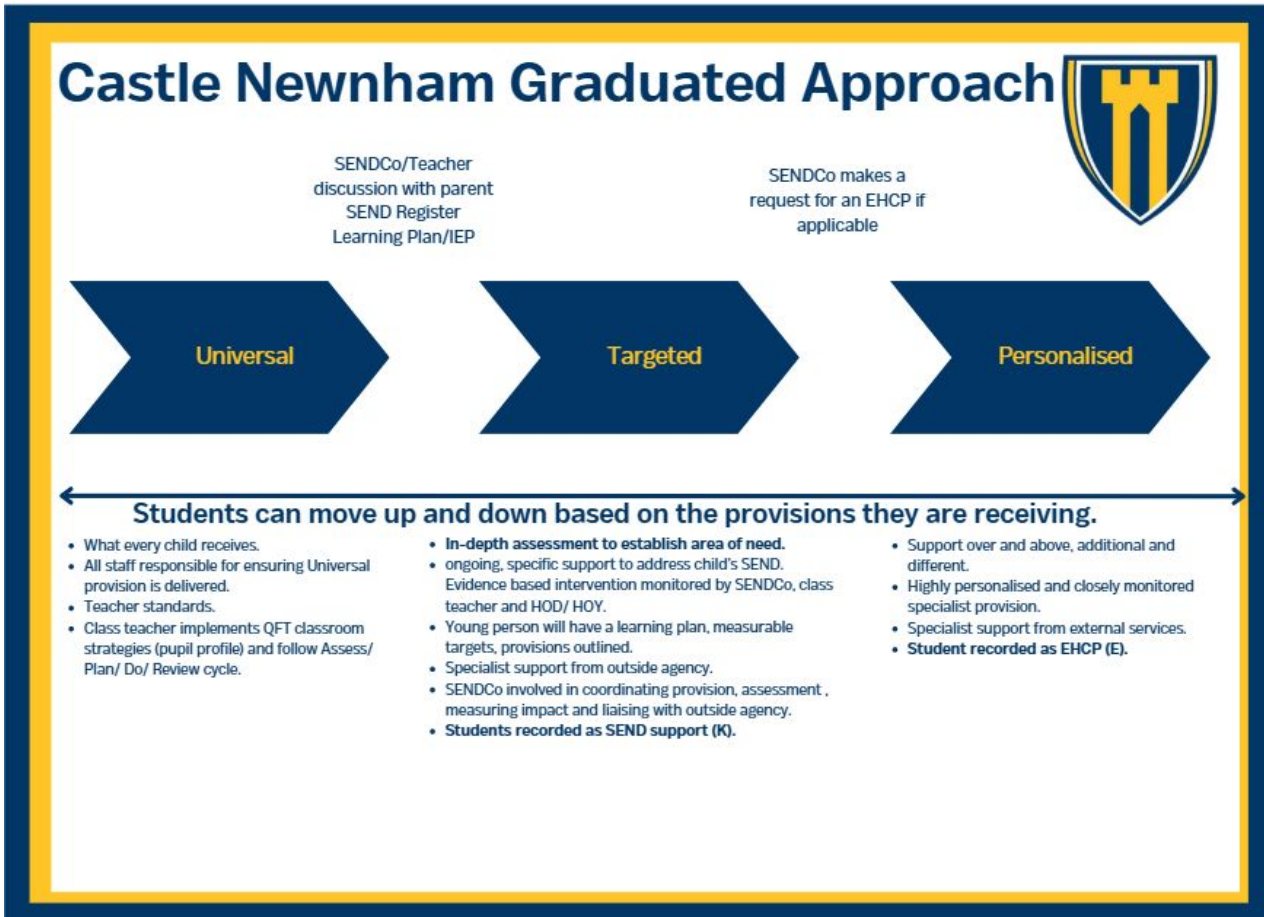 Castle Newnham Graduated Approach
SENDCo/Teacher
discussion with parent
SEND Register
Learning Plan/IEP
SENDCo makes a
request for an EHCP if
applicable
Universal
Targeted
Personalised
Students can move up and down based on the provisions they are receiving.
• What every child receives.
• All staff responsible for ensuring Universal
provision is delivered.
• Teacher standards.
• Class teacher implements QFT classroom
strategies (pupil profile) and follow Assess/
Plan/ Do/ Review cycle.
• In-depth assessment to establish area of need.
• ongoing, specific support to address child's SEND.
Evidence based intervention monitored by SENDCo, class
teacher and HOD/ HOY.
• Young person will have a learning plan, measurable
targets, provisions outlined.
• Specialist support from outside agency.
• SENDCo involved in coordinating provision, assessment ,
measuring impact and liaising with outside agency.
• Students recorded as SEND support (K).
• Support over and above, additional and
different.
• Highly personalised and closely monitored
specialist provision.
• Specialist support from external services.
• Student recorded as EHCP (E).